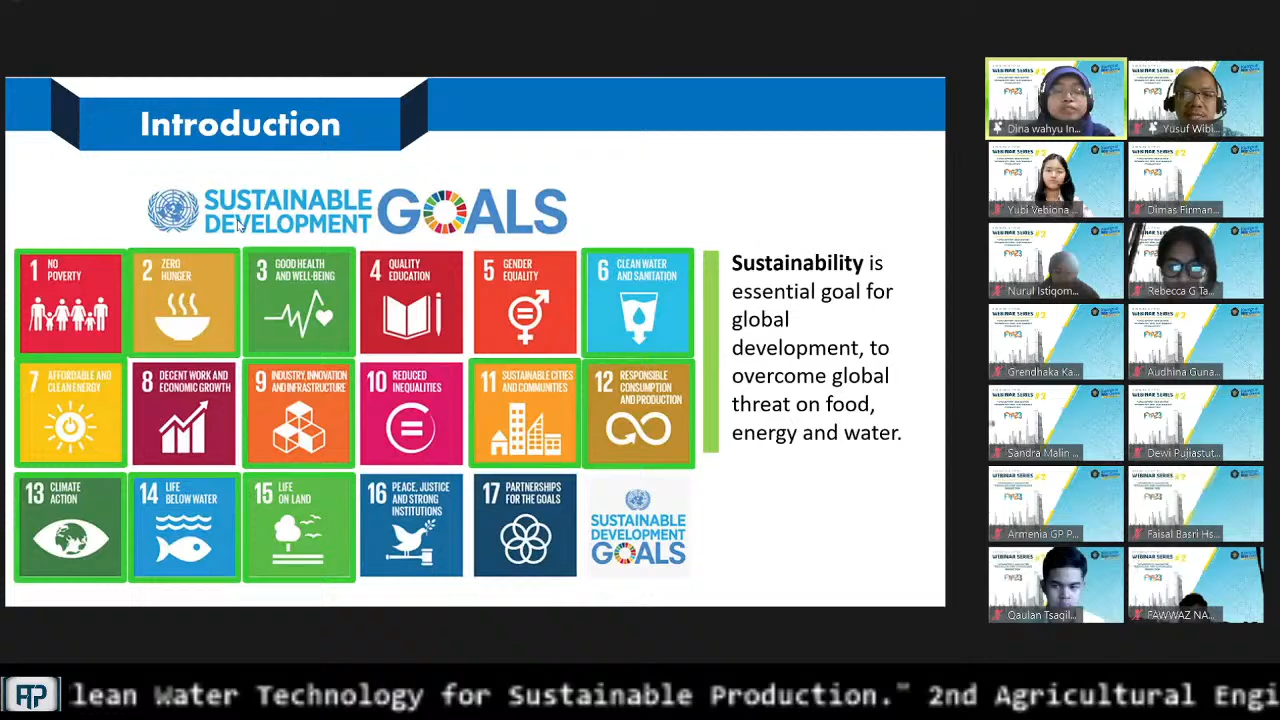 Introduction
SUSTAINABLE
DEVELOPMENT
GOALS
1 NO
POVERTY
2 ZERO
HUNGER
3 GOOD HEALTH
AND WELL-BEING
4 QUALITY
EDUCATION
5 GENDER
EQUALITY
6 CLEAN WATER
AND SANITATION
7 AFFORDABLE AND
CLEAN ENERGY
8 DECENT WORK AND
ECONOMIC GROWTH
9 INDUSTRY, INNOVATION
AND INFRASTRUCTURE
10 REDUCED
INEQUALITIES
11 SUSTAINABLE CITIES
AND COMMUNITIES
12 RESPONSIBLE
CONSUMPTION
AND PRODUCTION
13 CLIMATE
ACTION
14 LIFE
BELOW WATER
15 LIFE
ON LAND
16 PEACE, JUSTICE
AND STRONG
INSTITUTIONS
17 PARTNERSHIPS
FOR THE GOALS
SUSTAINABLE
DEVELOPMENT
GOALS
Sustainability is
essential goal for
global
development, to
overcome global
threat on food,
energy and water.
WEBINAR SERIES
Dina wahyu In...
Yusuf Wibi...
WEBINAR SERIES #2
Yubi Vebiona ...
Dimas Firman...
Nurul Istiqom...
Rebecca G Ta...
Grendhaka Ka...
Audhina Guna...
Sandra Malin ...
Dewi Pujiastut...
Armenia GP P...
Faisal Basri Hs...
Qaulan Tsaqil...
FAWWAZ NA...
lean Water Technology for Sustainable Production." 2nd Agricultural Engi